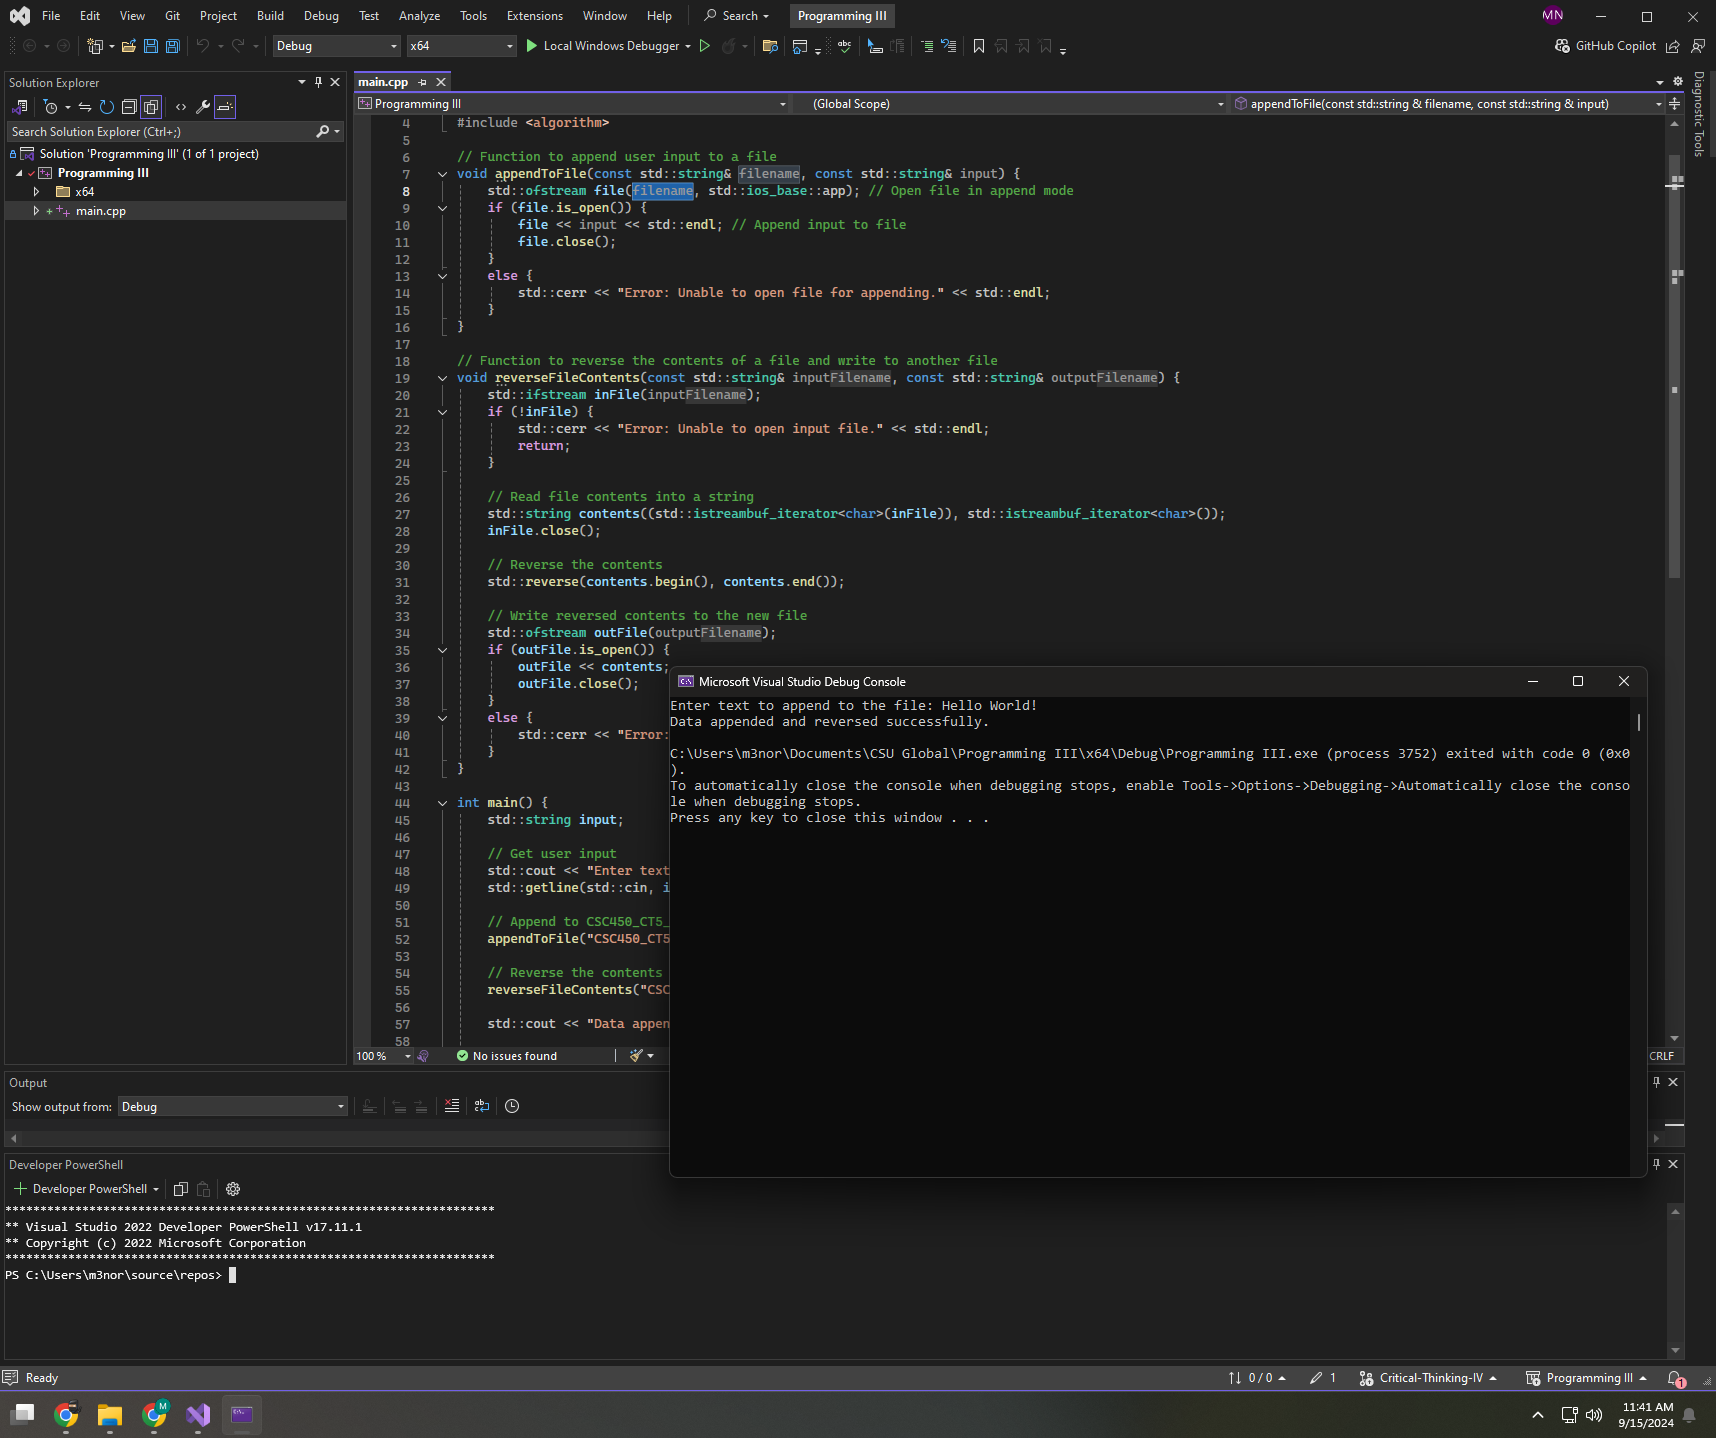 File Edit View Git Project Build Debug Test Analyze Tools Extensions Window Help Search Programming III MN
Debug x64 Local Windows Debugger GitHub Copilot
Solution Explorer
Search Solution Explorer (Ctrl+;)
Solution 'Programming III' (1 of 1 project)
Programming III
x64
main.cpp
main.cpp
Programming III (Global Scope) appendToFile(const std::string & filename, const std::string & input)
Diagnostic Tools
4 #include <algorithm>
5
6 // Function to append user input to a file
7 void appendToFile(const std::string& filename, const std::string& input) {
8 std::ofstream file(filename, std::ios_base::app); // Open file in append mode
9 if (file.is_open()) {
10 file << input << std::endl; // Append input to file
11 file.close();
12 }
13 else {
14 std::cerr << "Error: Unable to open file for appending." << std::endl;
15 }
16 }
17
18 // Function to reverse the contents of a file and write to another file
19 void reverseFileContents(const std::string& inputFilename, const std::string& outputFilename) {
20 std::ifstream inFile(inputFilename);
21 if (!inFile) {
22 std::cerr << "Error: Unable to open input file." << std::endl;
23 return;
24 }
25
26 // Read file contents into a string
27 std::string contents((std::istreambuf_iterator<char>(inFile)), std::istreambuf_iterator<char>());
28 inFile.close();
29
30 // Reverse the contents
31 std::reverse(contents.begin(), contents.end());
32
33 // Write reversed contents to the new file
34 std::ofstream outFile(outputFilename);
35 if (outFile.is_open()) {
36 outFile << contents;
37 outFile.close();
38 }
39 else {
40 std::cerr << "Error:
41 }
42 }
43
44 int main() {
45 std::string input;
46
47 // Get user input
48 std::cout << "Enter text
49 std::getline(std::cin, i
50
51 // Append to CSC450_CT5_
52 appendToFile("CSC450_CT5
53
54 // Reverse the contents
55 reverseFileContents("CSC
56
57 std::cout << "Data appen
58
100 % No issues found CRLF
Microsoft Visual Studio Debug Console
Enter text to append to the file: Hello World!
Data appended and reversed successfully.
C:\Users\m3nor\Documents\CSU Global\Programming III\x64\Debug\Programming III.exe (process 3752) exited with code 0 (0x0
).
To automatically close the console when debugging stops, enable Tools->Options->Debugging->Automatically close the conso
le when debugging stops.
Press any key to close this window . . .
Output
Show output from: Debug
Developer PowerShell
Developer PowerShell
**********************************************************************
** Visual Studio 2022 Developer PowerShell v17.11.1
** Copyright (c) 2022 Microsoft Corporation
**********************************************************************
PS C:\Users\m3nor\source\repos>
Ready 0 / 0 1 Critical-Thinking-IV Programming III 1
M
11:41 AM
9/15/2024